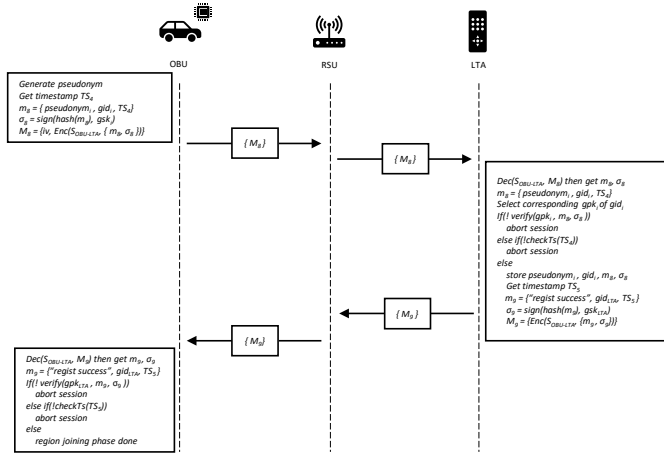 OBU
RSU
LTA
Generate pseudonym
Get timestamp TS4
m8 = { pseudonymi , gidi , TS4}
σ8 = sign(hash(m8), gski)
M8 = {iv, Enc(SOBU-LTA, { m8, σ8 })}
{ M8}
{ M8}
Dec(SOBU-LTA, M8) then get m8, σ8
m8 = { pseudonymi , gidi , TS4}
Select corresponding gpki of gidi
If(! verify(gpki , m8, σ8 ))
abort session
else if(!checkTs(TS4))
abort session
else
store pseudonymi , gidi , m8, σ8
Get timestamp TS5
m9 = {"regist success", gidLTA, TS5}
σ9 = sign(hash(m9), gskLTA)
M9 = {Enc(SOBU-LTA, {m9, σ9})}
{ M9 }
{ M9}
Dec(SOBU-LTA, M9) then get m9, σ9
m9 = {"regist success", gidLTA, TS5}
If(! verify(gpkLTA , m9, σ9 ))
abort session
else if(!checkTs(TS5))
abort session
else
region joining phase done